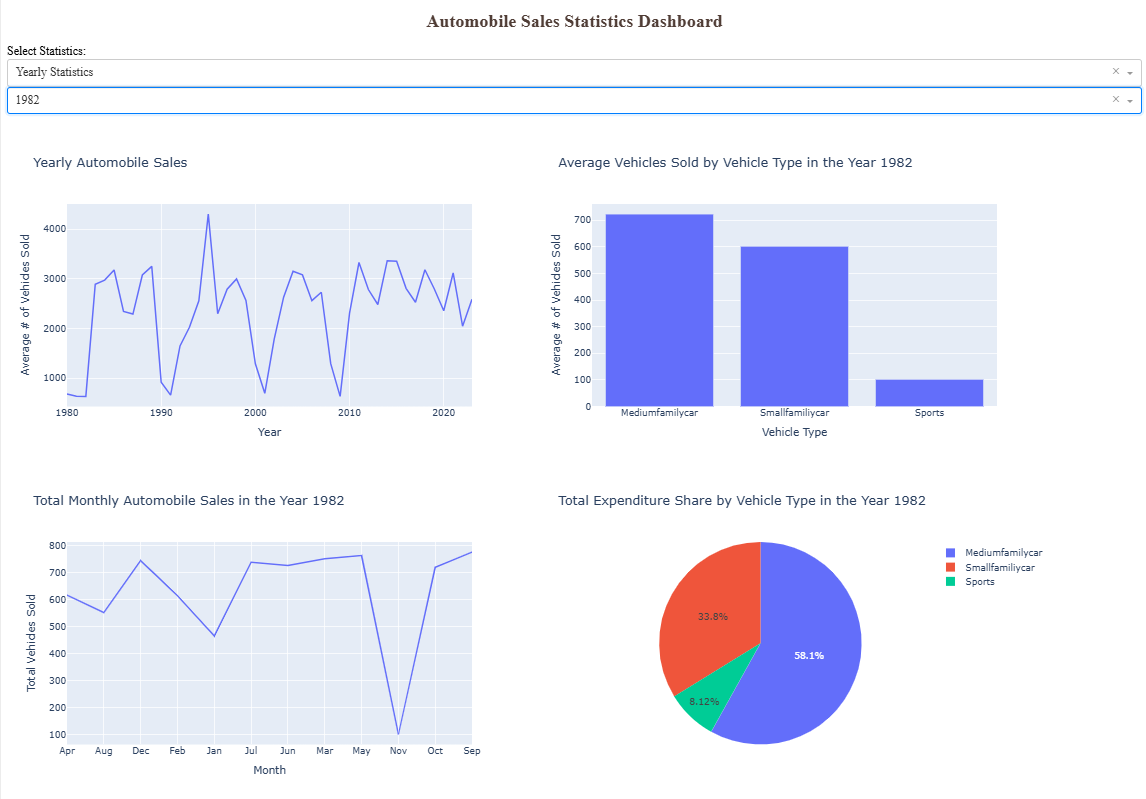 Automobile Sales Statistics Dashboard
Select Statistics:
Yearly Statistics
×
1982
×
Yearly Automobile Sales
Average # of Vehicles Sold
4000
3000
2000
1000
1980 1990 2000 2010 2020
Year
Average Vehicles Sold by Vehicle Type in the Year 1982
Average # of Vehicles Sold
700
600
500
400
300
200
100
0
Mediumfamilycar Smallfamiliycar Sports
Vehicle Type
Total Monthly Automobile Sales in the Year 1982
Total Vehicles Sold
800
700
600
500
400
300
200
100
Apr Aug Dec Feb Jan Jul Jun Mar May Nov Oct Sep
Month
Total Expenditure Share by Vehicle Type in the Year 1982
33.8%
58.1%
8.12%
Mediumfamilycar
Smallfamiliycar
Sports